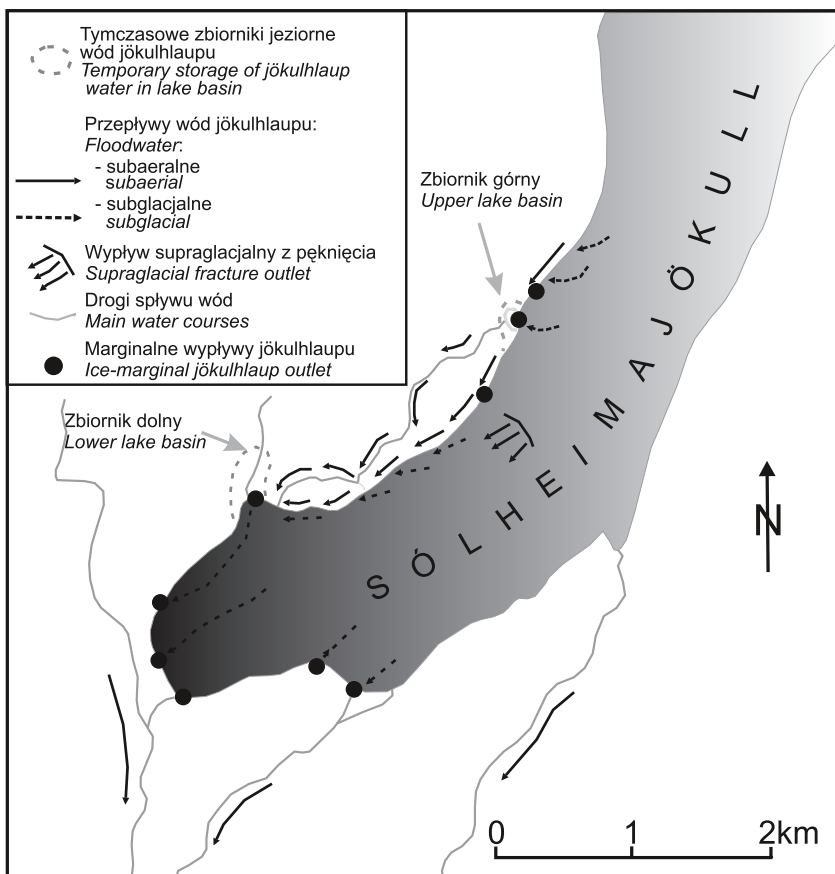 Tymczasowe zbiorniki jeziorne
wód jökulhlaupu
Temporary storage of jökulhlaup
water in lake basin
Przepływy wód jökulhlaupu:
Floodwater:
- subaeralne
subaerial
- subglacjalne
subglacial
Wypływ supraglacjalny z pęknięcia
Supraglacial fracture outlet
Drogi spływu wód
Main water courses
Marginalne wypływy jökulhlaupu
Ice-marginal jökulhlaup outlet
Zbiornik górny
Upper lake basin
Zbiornik dolny
Lower lake basin
SÓLHEIMAJÖKULL
N
0 1 2km